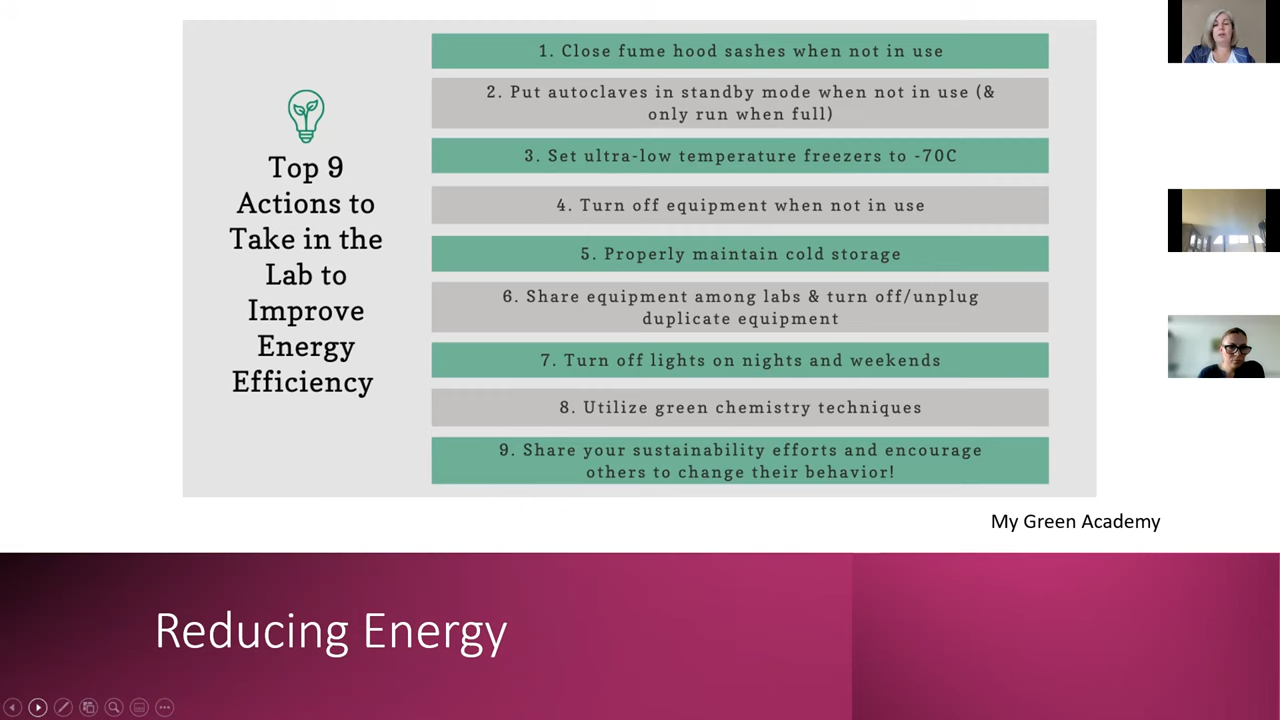 Top 9
Actions to
Take in the
Lab to
Improve
Energy
Efficiency
1. Close fume hood sashes when not in use
2. Put autoclaves in standby mode when not in use (&
only run when full)
3. Set ultra-low temperature freezers to -70C
4. Turn off equipment when not in use
5. Properly maintain cold storage
6. Share equipment among labs & turn off/unplug
duplicate equipment
7. Turn off lights on nights and weekends
8. Utilize green chemistry techniques
9. Share your sustainability efforts and encourage
others to change their behavior!
My Green Academy
Reducing Energy